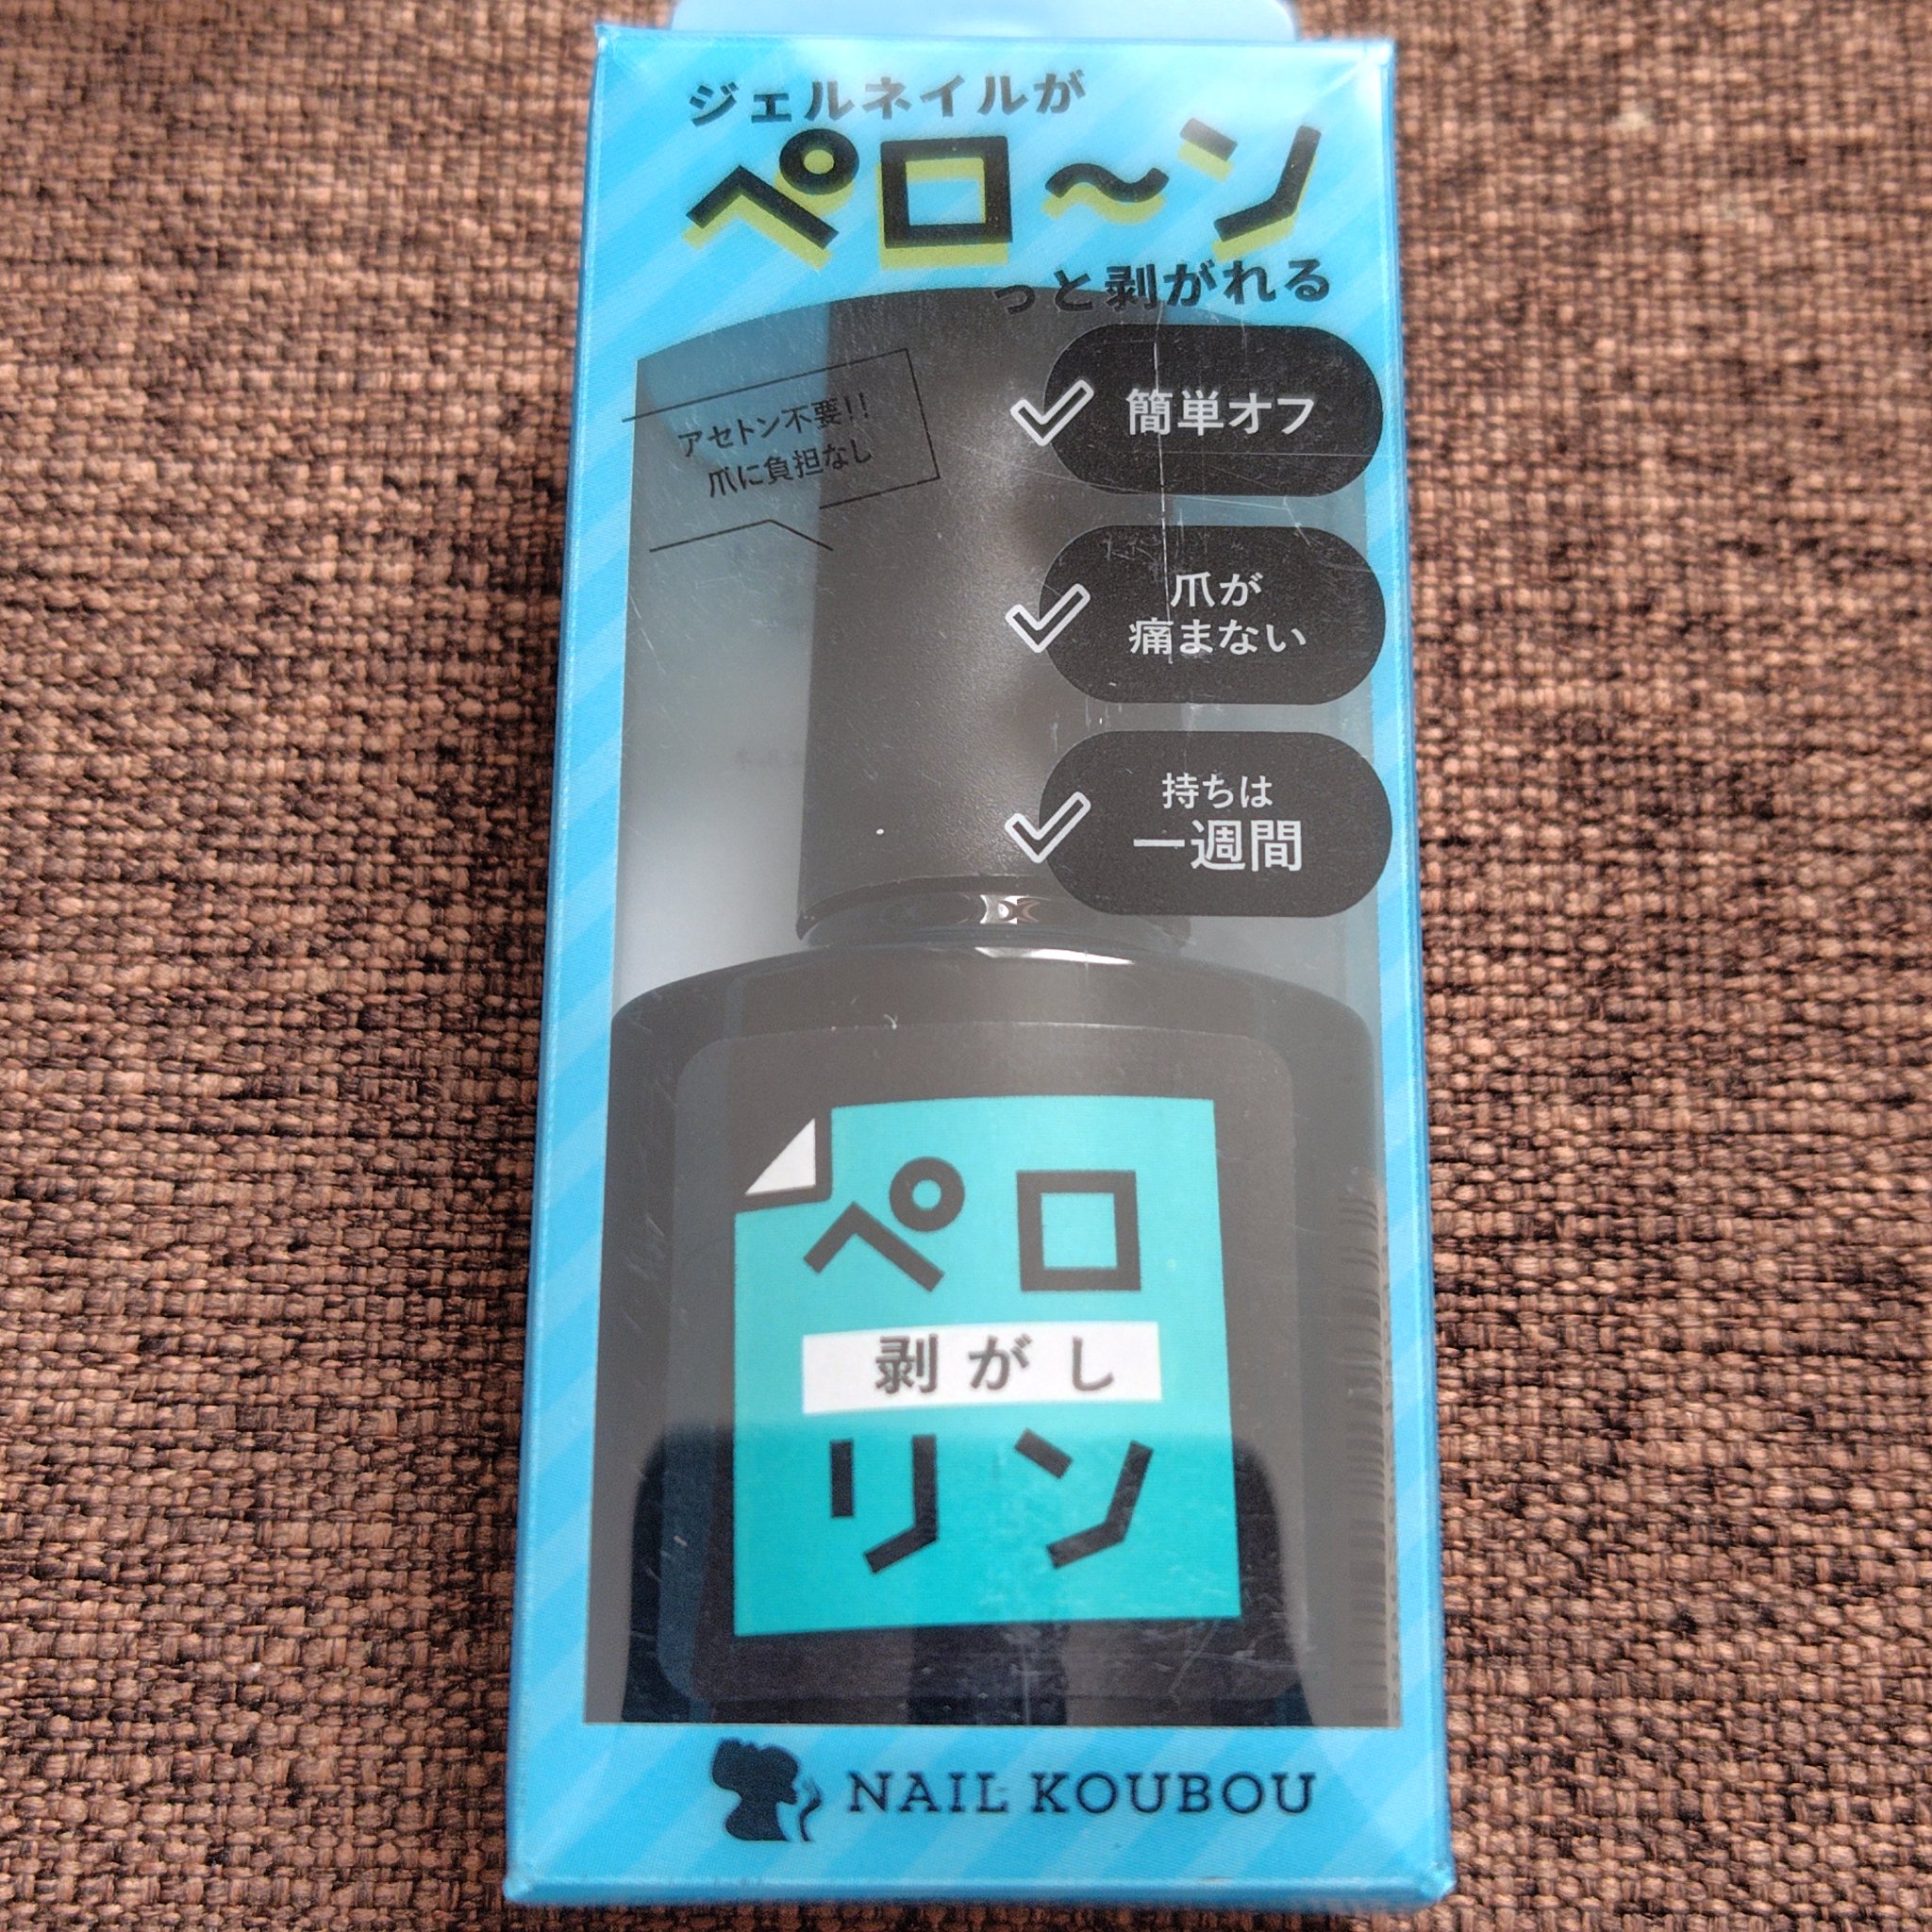 ジェルネイルが
ペロ〜ン
っと剥がれる
アセトン不要!!
爪に負担なし
簡単オフ
爪が
痛まない
持ちは
一週間
ペロ
剥がし
リン
NAIL KOUBOU